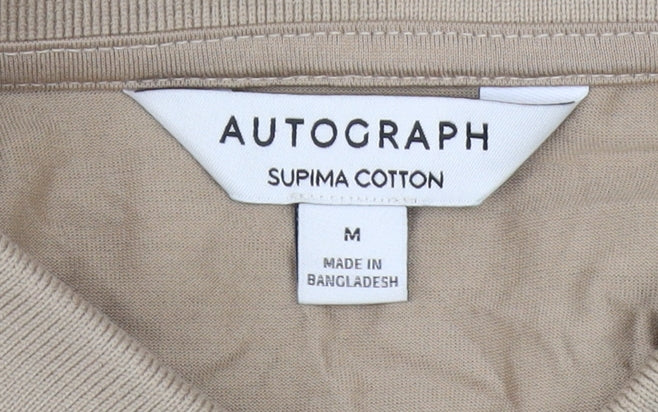 AUTOGRAPH
SUPIMA COTTON
M
MADE IN
BANGLADESH